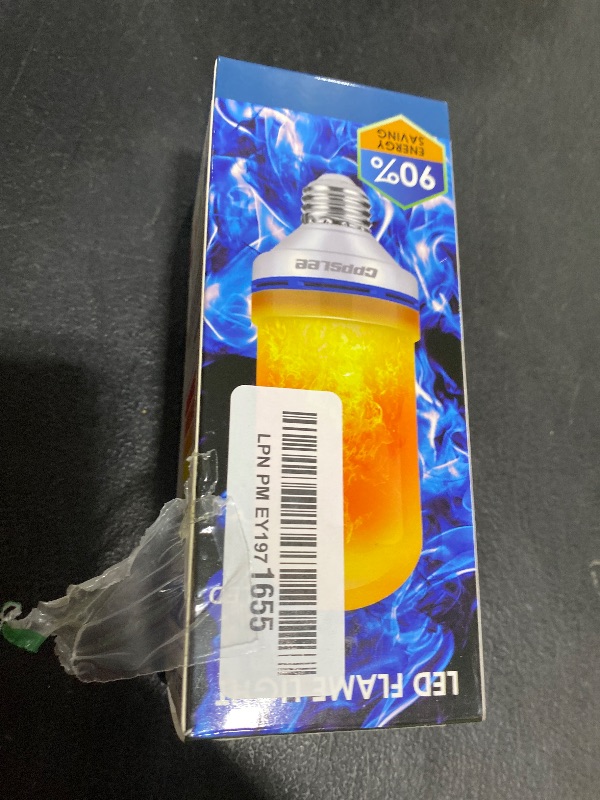 90%
ENERGY
SAVING
CPPSLEE
LPN PM EY197 1655
LED FLAME LIGHT